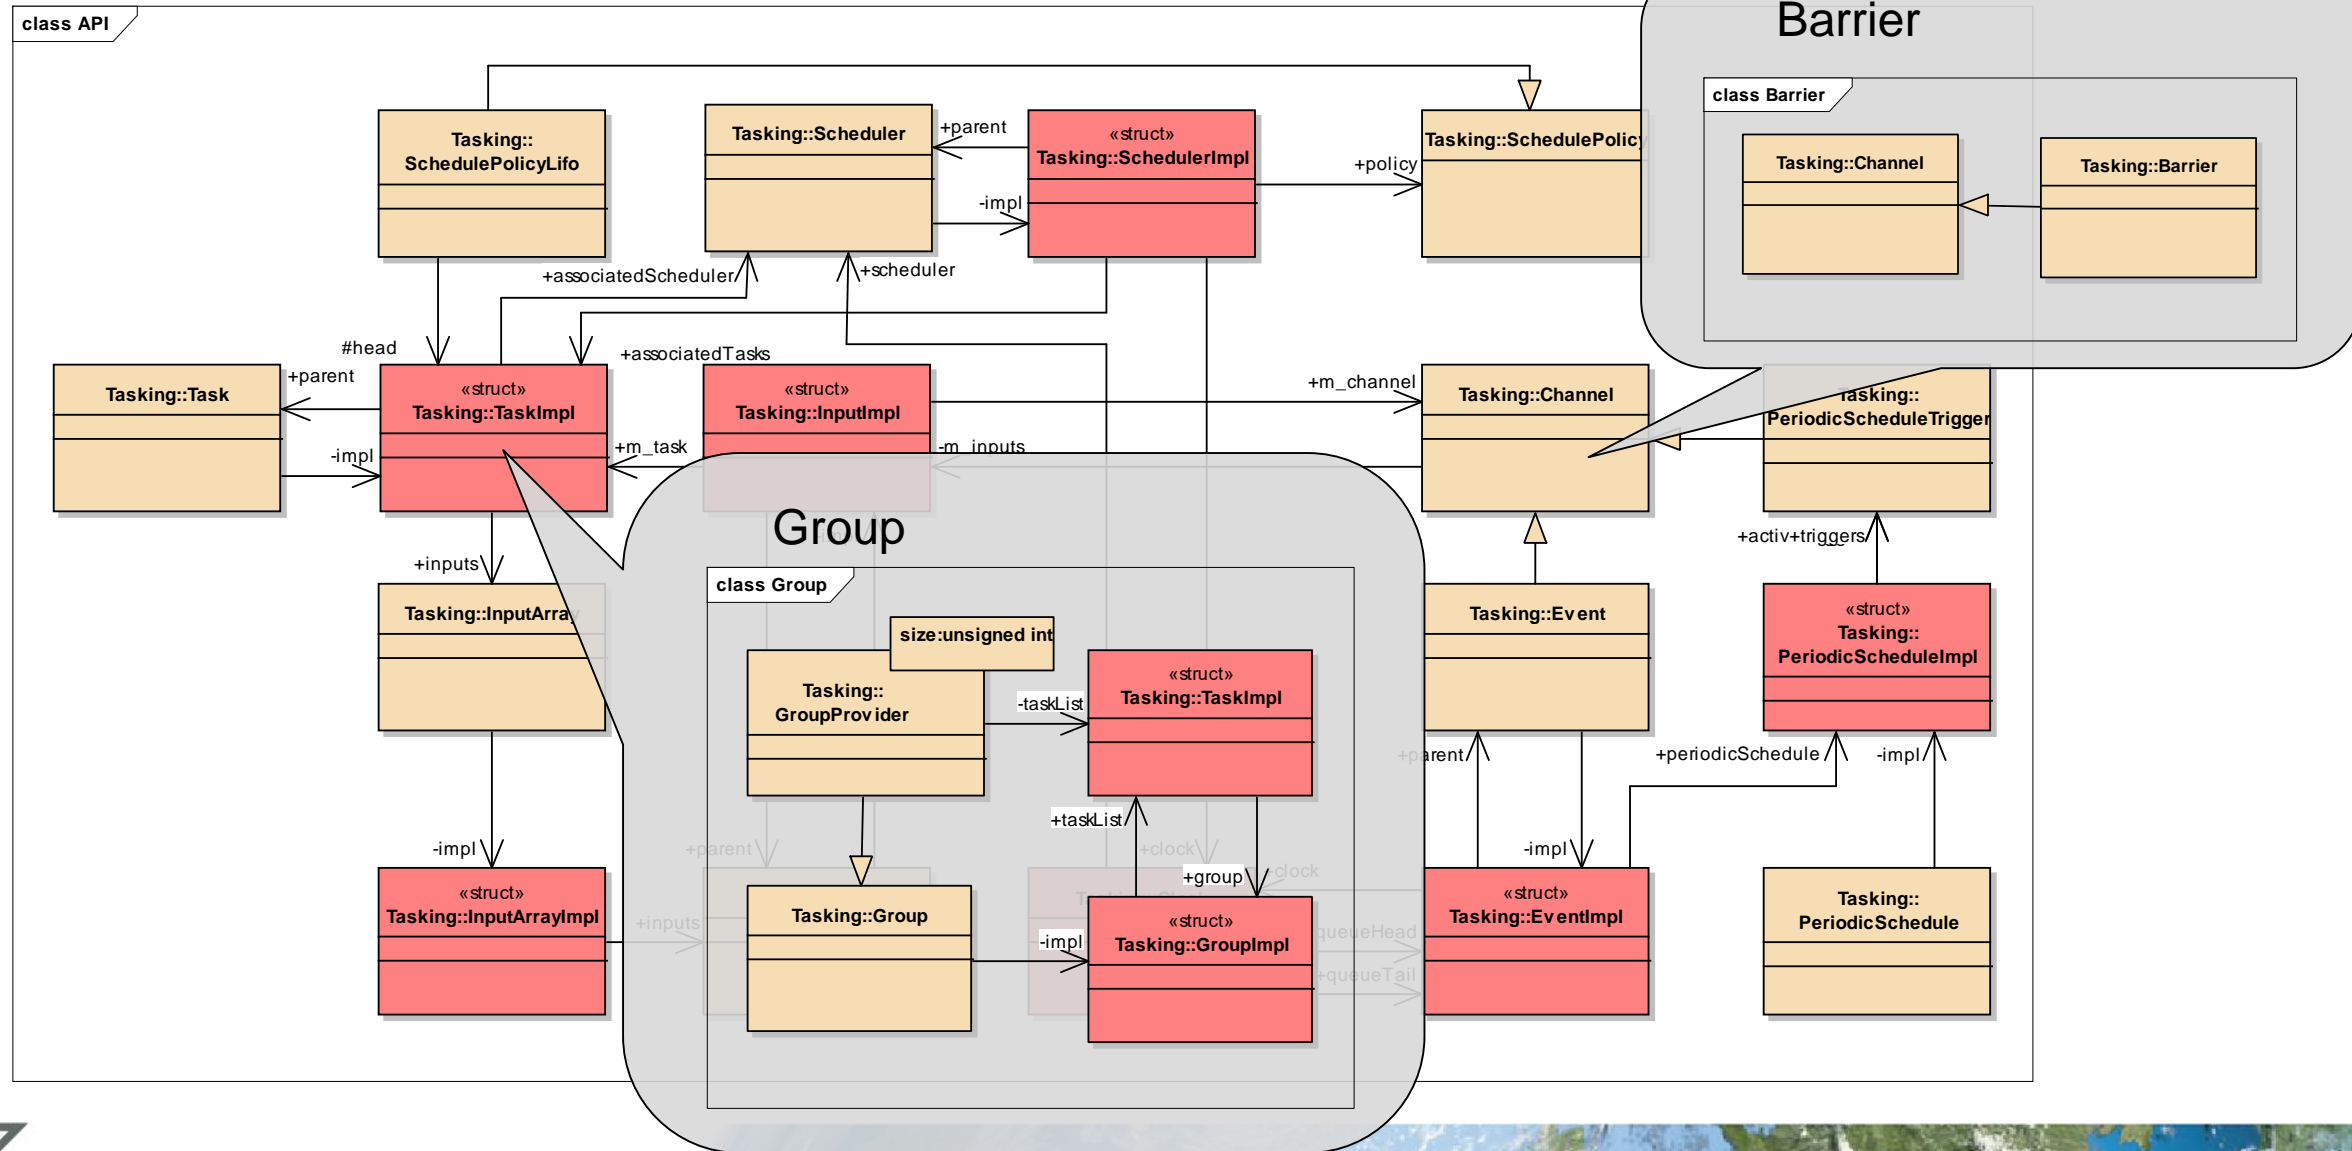 class API
Barrier
class Barrier
Tasking::Channel
Tasking::Barrier
Tasking::
SchedulePolicyLifo
Tasking::Scheduler
+parent
-impl
«struct»
Tasking::SchedulerImpl
+policy
Tasking::SchedulePolicy
+associatedScheduler
+scheduler
#head
+associatedTasks
Tasking::Task
+parent
-impl
«struct»
Tasking::TaskImpl
+m_task
«struct»
Tasking::InputImpl
-m_inputs
+m_channel
Tasking::Channel
Tasking::
PeriodicScheduleTrigger
+inputs
+activ+triggers
Group
class Group
Tasking::InputArray
size:unsigned int
Tasking::
GroupProvider
-taskList
«struct»
Tasking::TaskImpl
Tasking::Event
«struct»
Tasking::
PeriodicScheduleImpl
+parent
-impl
+periodicSchedule
-impl
-impl
+parent
+taskList
+clock
+group
+clock
«struct»
Tasking::InputArrayImpl
+inputs
Tasking::Group
-impl
«struct»
Tasking::GroupImpl
queueHead
+queueTail
«struct»
Tasking::EventImpl
Tasking::
PeriodicSchedule